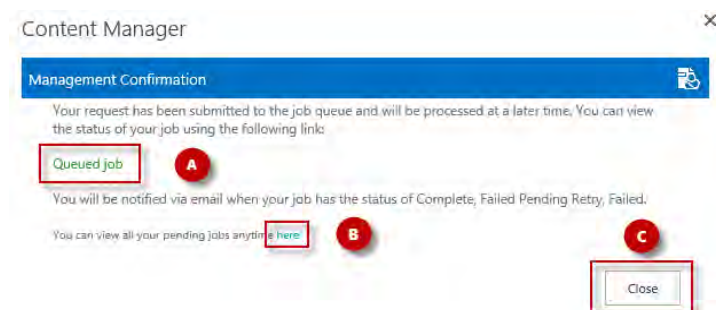 Content Manager
Management Confirmation
Your request has been submitted to the job queue and will be processed at a later time. You can view
the status of your job using the following link:
Queued job
A
You will be notified via email when your job has the status of Complete, Failed Pending Retry, Failed.
You can view all your pending jobs anytime here
B
C
Close